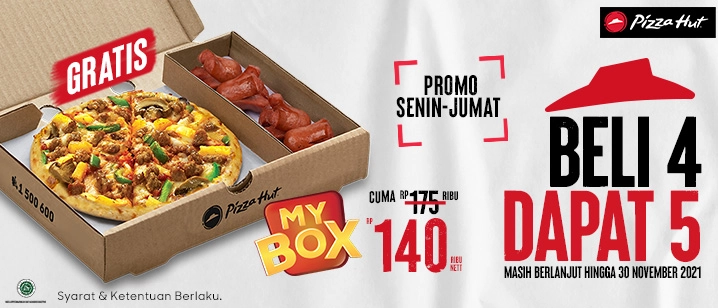 GRATIS
1 500 600
Pizza Hut
MY
BOX
Syarat & Ketentuan Berlaku.
PROMO
SENIN-JUMAT
CUMA RP 175 RIBU
RP 140 RIBU NETT
Pizza Hut
BELI 4
DAPAT 5
MASIH BERLANJUT HINGGA 30 NOVEMBER 2021